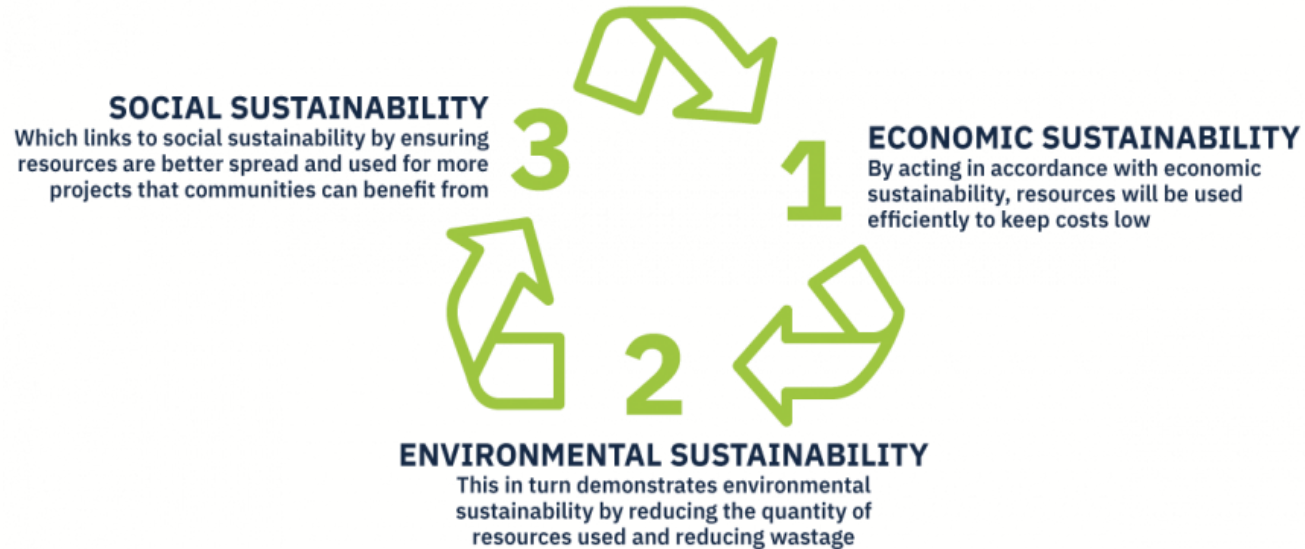 1
ECONOMIC SUSTAINABILITY
By acting in accordance with economic
sustainability, resources will be used
efficiently to keep costs low
2
ENVIRONMENTAL SUSTAINABILITY
This in turn demonstrates environmental
sustainability by reducing the quantity of
resources used and reducing wastage
3
SOCIAL SUSTAINABILITY
Which links to social sustainability by ensuring
resources are better spread and used for more
projects that communities can benefit from